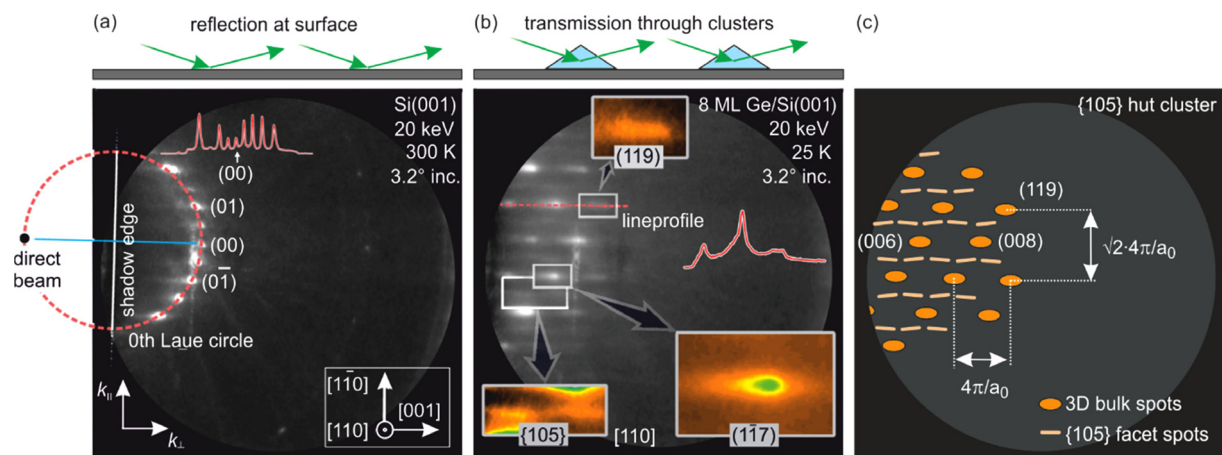 (a)
reflection at surface
Si(001)
20 keV
300 K
3.2° inc.
(00)
(01)
(00)
(01̅)
direct
beam
shadow edge
0th Laue circle
k||
k⊥
[11̅0]
[001]
[110]
(b)
transmission through clusters
8 ML Ge/Si(001)
20 keV
25 K
3.2° inc.
(119)
lineprofile
{105}
[110]
(11̅7)
(c)
{105} hut cluster
(119)
(006)
(008)
√2·4π/a₀
4π/a₀
3D bulk spots
{105} facet spots